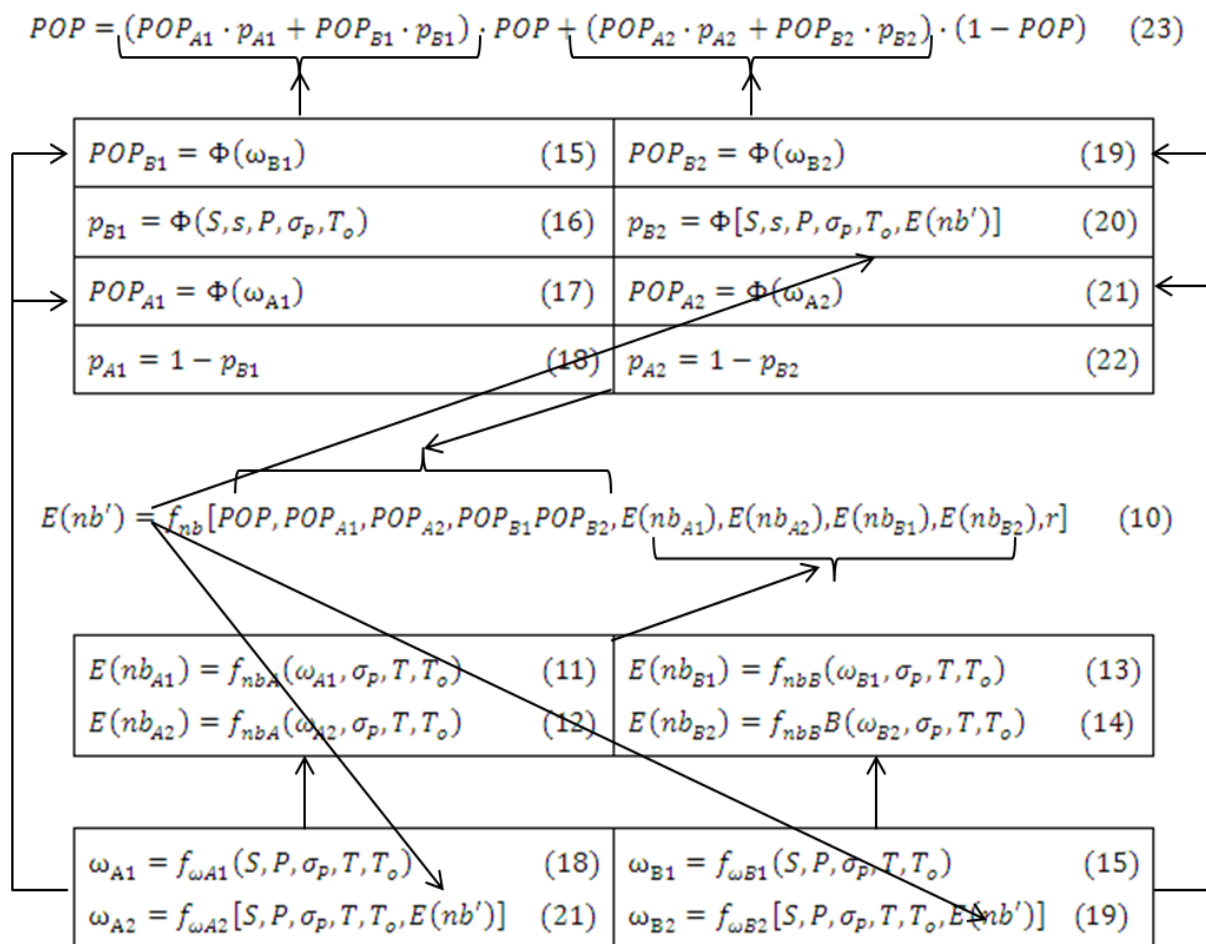 POP = (POP_A1 · p_A1 + POP_B1 · p_B1) · POP + (POP_A2 · p_A2 + POP_B2 · p_B2) · (1 − POP) (23)
POP_B1 = Φ(ω_B1) (15) POP_B2 = Φ(ω_B2) (19)
p_B1 = Φ(S, s, P, σ_p, T_o) (16) p_B2 = Φ[S, s, P, σ_p, T_o, E(nb′)] (20)
POP_A1 = Φ(ω_A1) (17) POP_A2 = Φ(ω_A2) (21)
p_A1 = 1 − p_B1 (18) p_A2 = 1 − p_B2 (22)
E(nb′) = f_nb[POP, POP_A1, POP_A2, POP_B1 POP_B2, E(nb_A1), E(nb_A2), E(nb_B1), E(nb_B2), r] (10)
E(nb_A1) = f_nbA(ω_A1, σ_p, T, T_o) (11) E(nb_B1) = f_nbB(ω_B1, σ_p, T, T_o) (13)
E(nb_A2) = f_nbA(ω_A2, σ_p, T, T_o) (12) E(nb_B2) = f_nbB B(ω_B2, σ_p, T, T_o) (14)
ω_A1 = f_ωA1(S, P, σ_p, T, T_o) (18) ω_B1 = f_ωB1(S, P, σ_p, T, T_o) (15)
ω_A2 = f_ωA2[S, P, σ_p, T, T_o, E(nb′)] (21) ω_B2 = f_ωB2[S, P, σ_p, T, T_o, E(nb′)] (19)